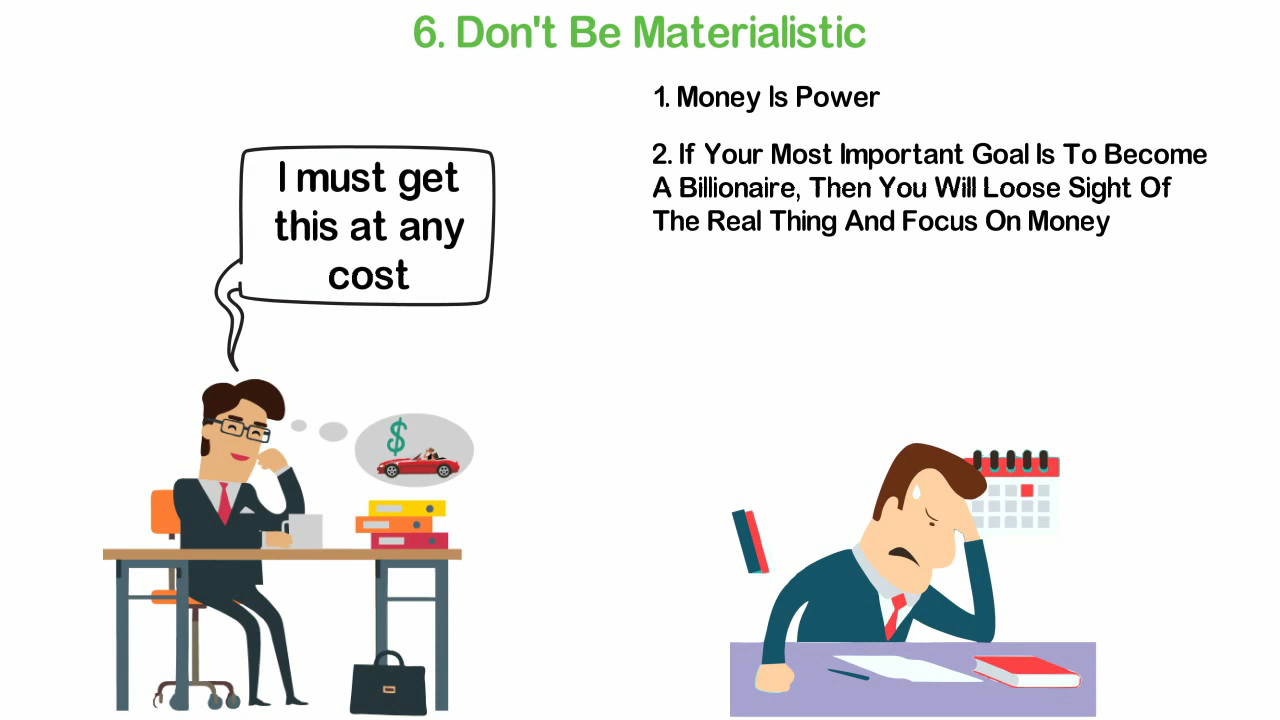 6. Don't Be Materialistic
1. Money Is Power
2. If Your Most Important Goal Is To Become
A Billionaire, Then You Will Loose Sight Of
The Real Thing And Focus On Money
I must get
this at any
cost
$